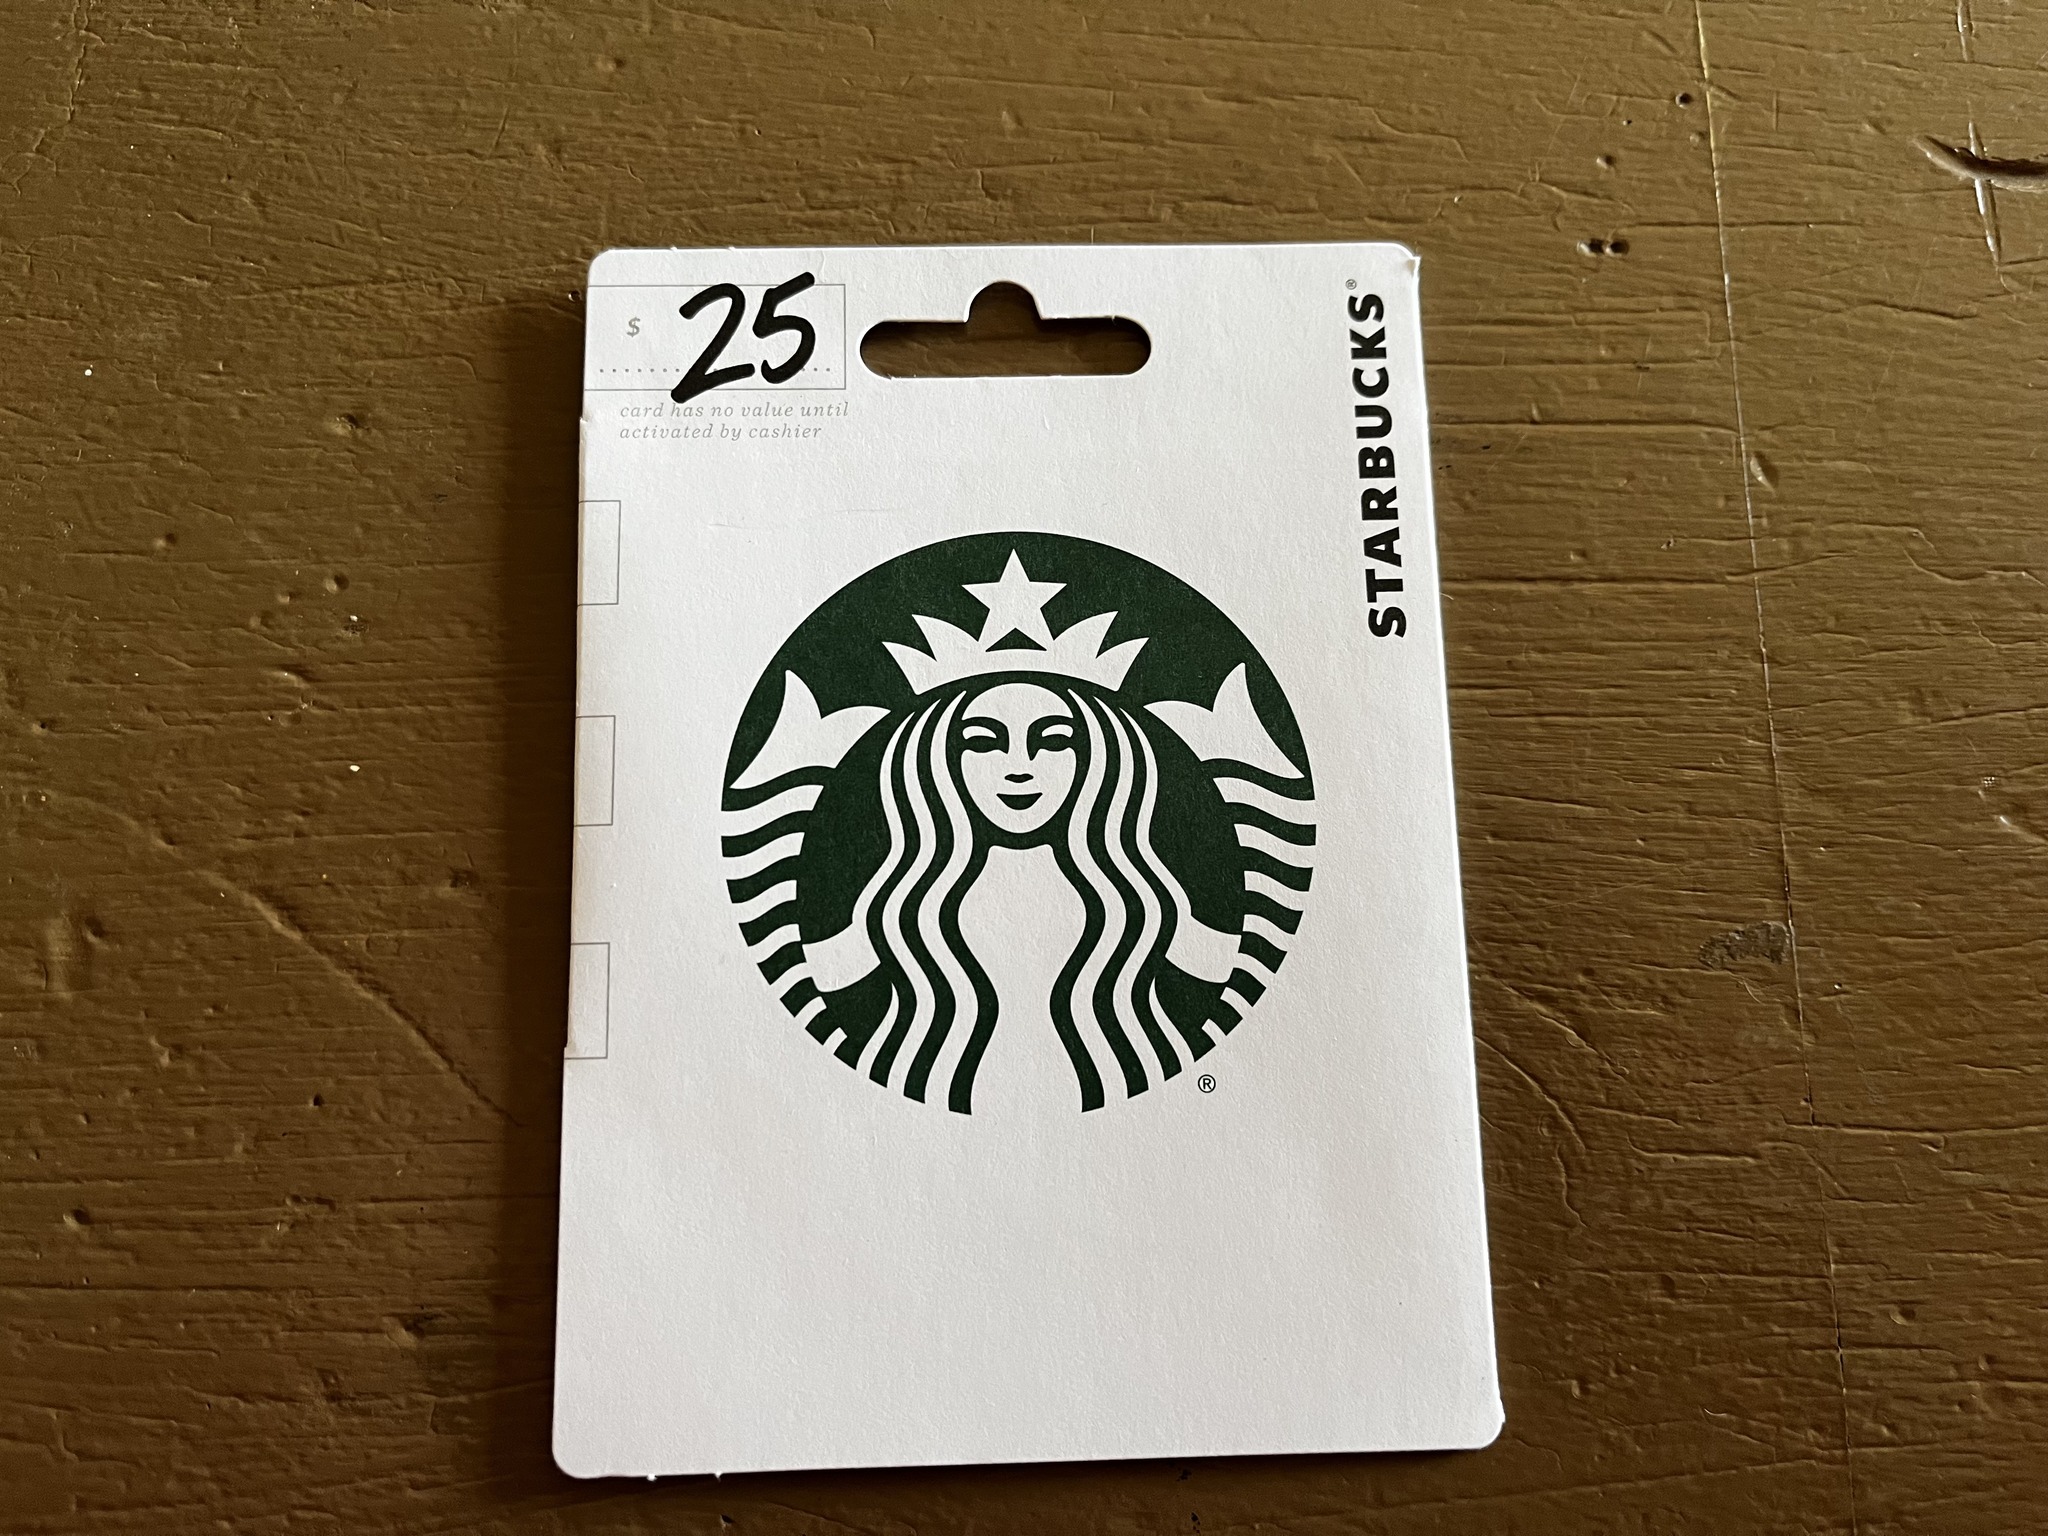 $ 25
card has no value until
activated by cashier
STARBUCKS®
®